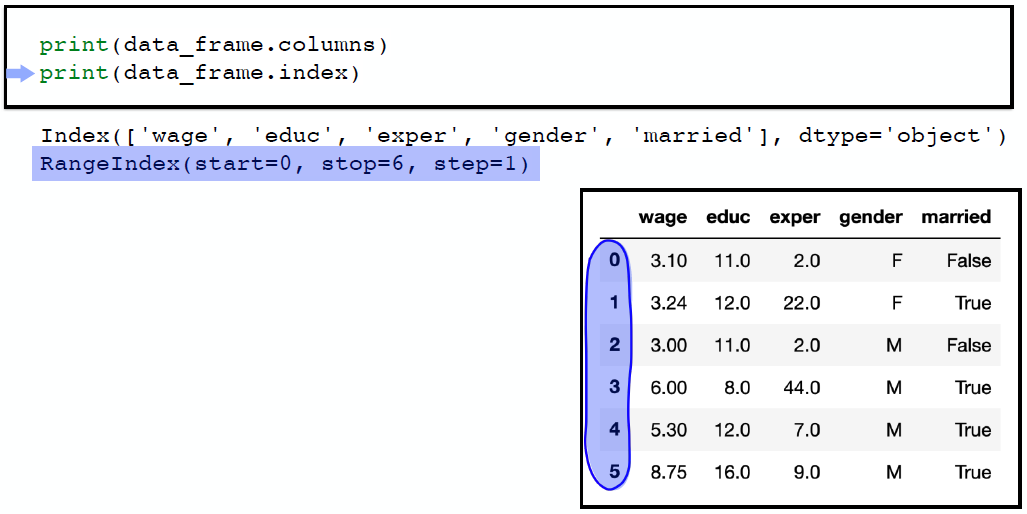 print(data_frame.columns)
print(data_frame.index)
Index(['wage', 'educ', 'exper', 'gender', 'married'], dtype='object')
RangeIndex(start=0, stop=6, step=1)
wage educ exper gender married
0 3.10 11.0 2.0 F False
1 3.24 12.0 22.0 F True
2 3.00 11.0 2.0 M False
3 6.00 8.0 44.0 M True
4 5.30 12.0 7.0 M True
5 8.75 16.0 9.0 M True